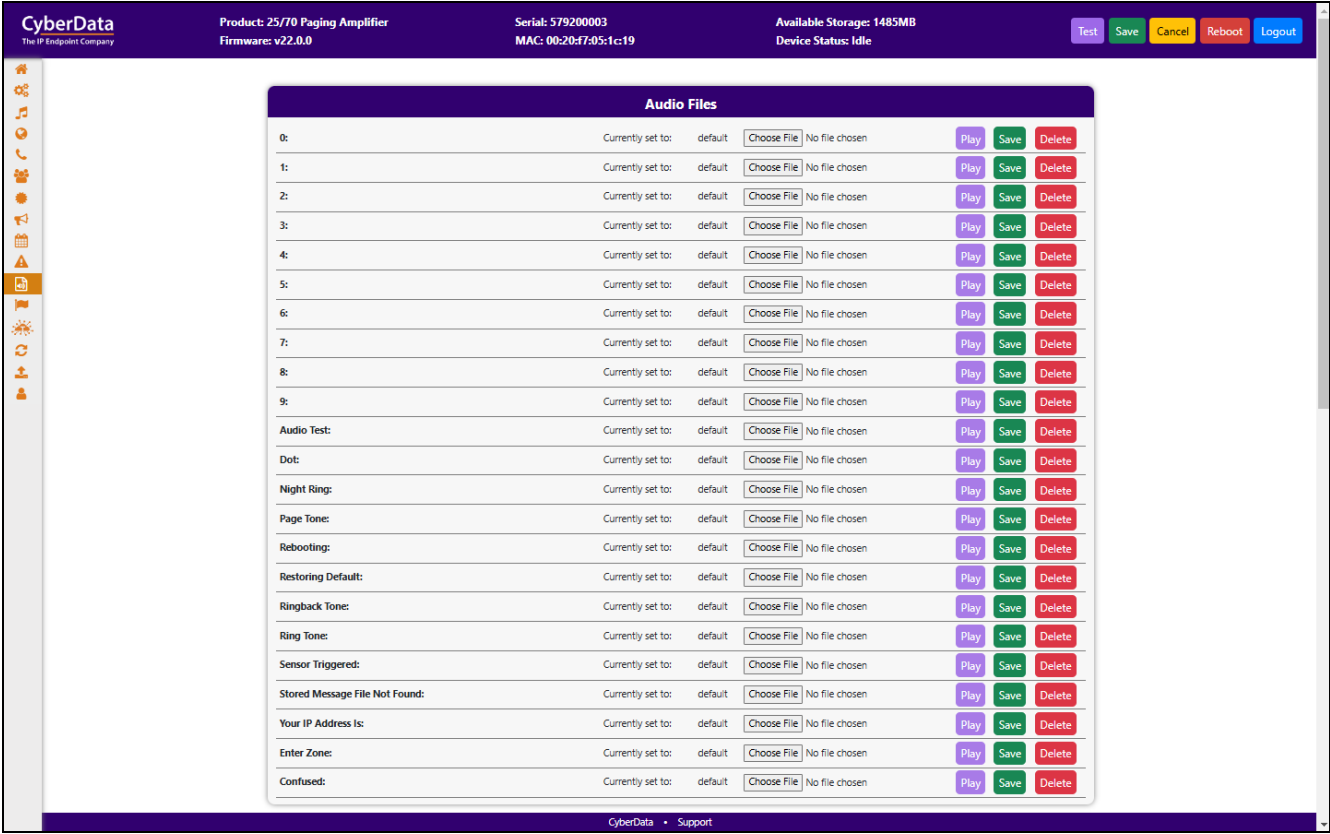 CyberData
The IP Endpoint Company
Product: 25/70 Paging Amplifier
Firmware: v22.0.0
Serial: 579200003
MAC: 00:20:f7:05:1c:19
Available Storage: 1485MB
Device Status: Idle
Test Save Cancel Reboot Logout
Audio Files
0: Currently set to: default Choose File No file chosen Play Save Delete
1: Currently set to: default Choose File No file chosen Play Save Delete
2: Currently set to: default Choose File No file chosen Play Save Delete
3: Currently set to: default Choose File No file chosen Play Save Delete
4: Currently set to: default Choose File No file chosen Play Save Delete
5: Currently set to: default Choose File No file chosen Play Save Delete
6: Currently set to: default Choose File No file chosen Play Save Delete
7: Currently set to: default Choose File No file chosen Play Save Delete
8: Currently set to: default Choose File No file chosen Play Save Delete
9: Currently set to: default Choose File No file chosen Play Save Delete
Audio Test: Currently set to: default Choose File No file chosen Play Save Delete
Dot: Currently set to: default Choose File No file chosen Play Save Delete
Night Ring: Currently set to: default Choose File No file chosen Play Save Delete
Page Tone: Currently set to: default Choose File No file chosen Play Save Delete
Rebooting: Currently set to: default Choose File No file chosen Play Save Delete
Restoring Default: Currently set to: default Choose File No file chosen Play Save Delete
Ringback Tone: Currently set to: default Choose File No file chosen Play Save Delete
Ring Tone: Currently set to: default Choose File No file chosen Play Save Delete
Sensor Triggered: Currently set to: default Choose File No file chosen Play Save Delete
Stored Message File Not Found: Currently set to: default Choose File No file chosen Play Save Delete
Your IP Address Is: Currently set to: default Choose File No file chosen Play Save Delete
Enter Zone: Currently set to: default Choose File No file chosen Play Save Delete
Confused: Currently set to: default Choose File No file chosen Play Save Delete
CyberData • Support